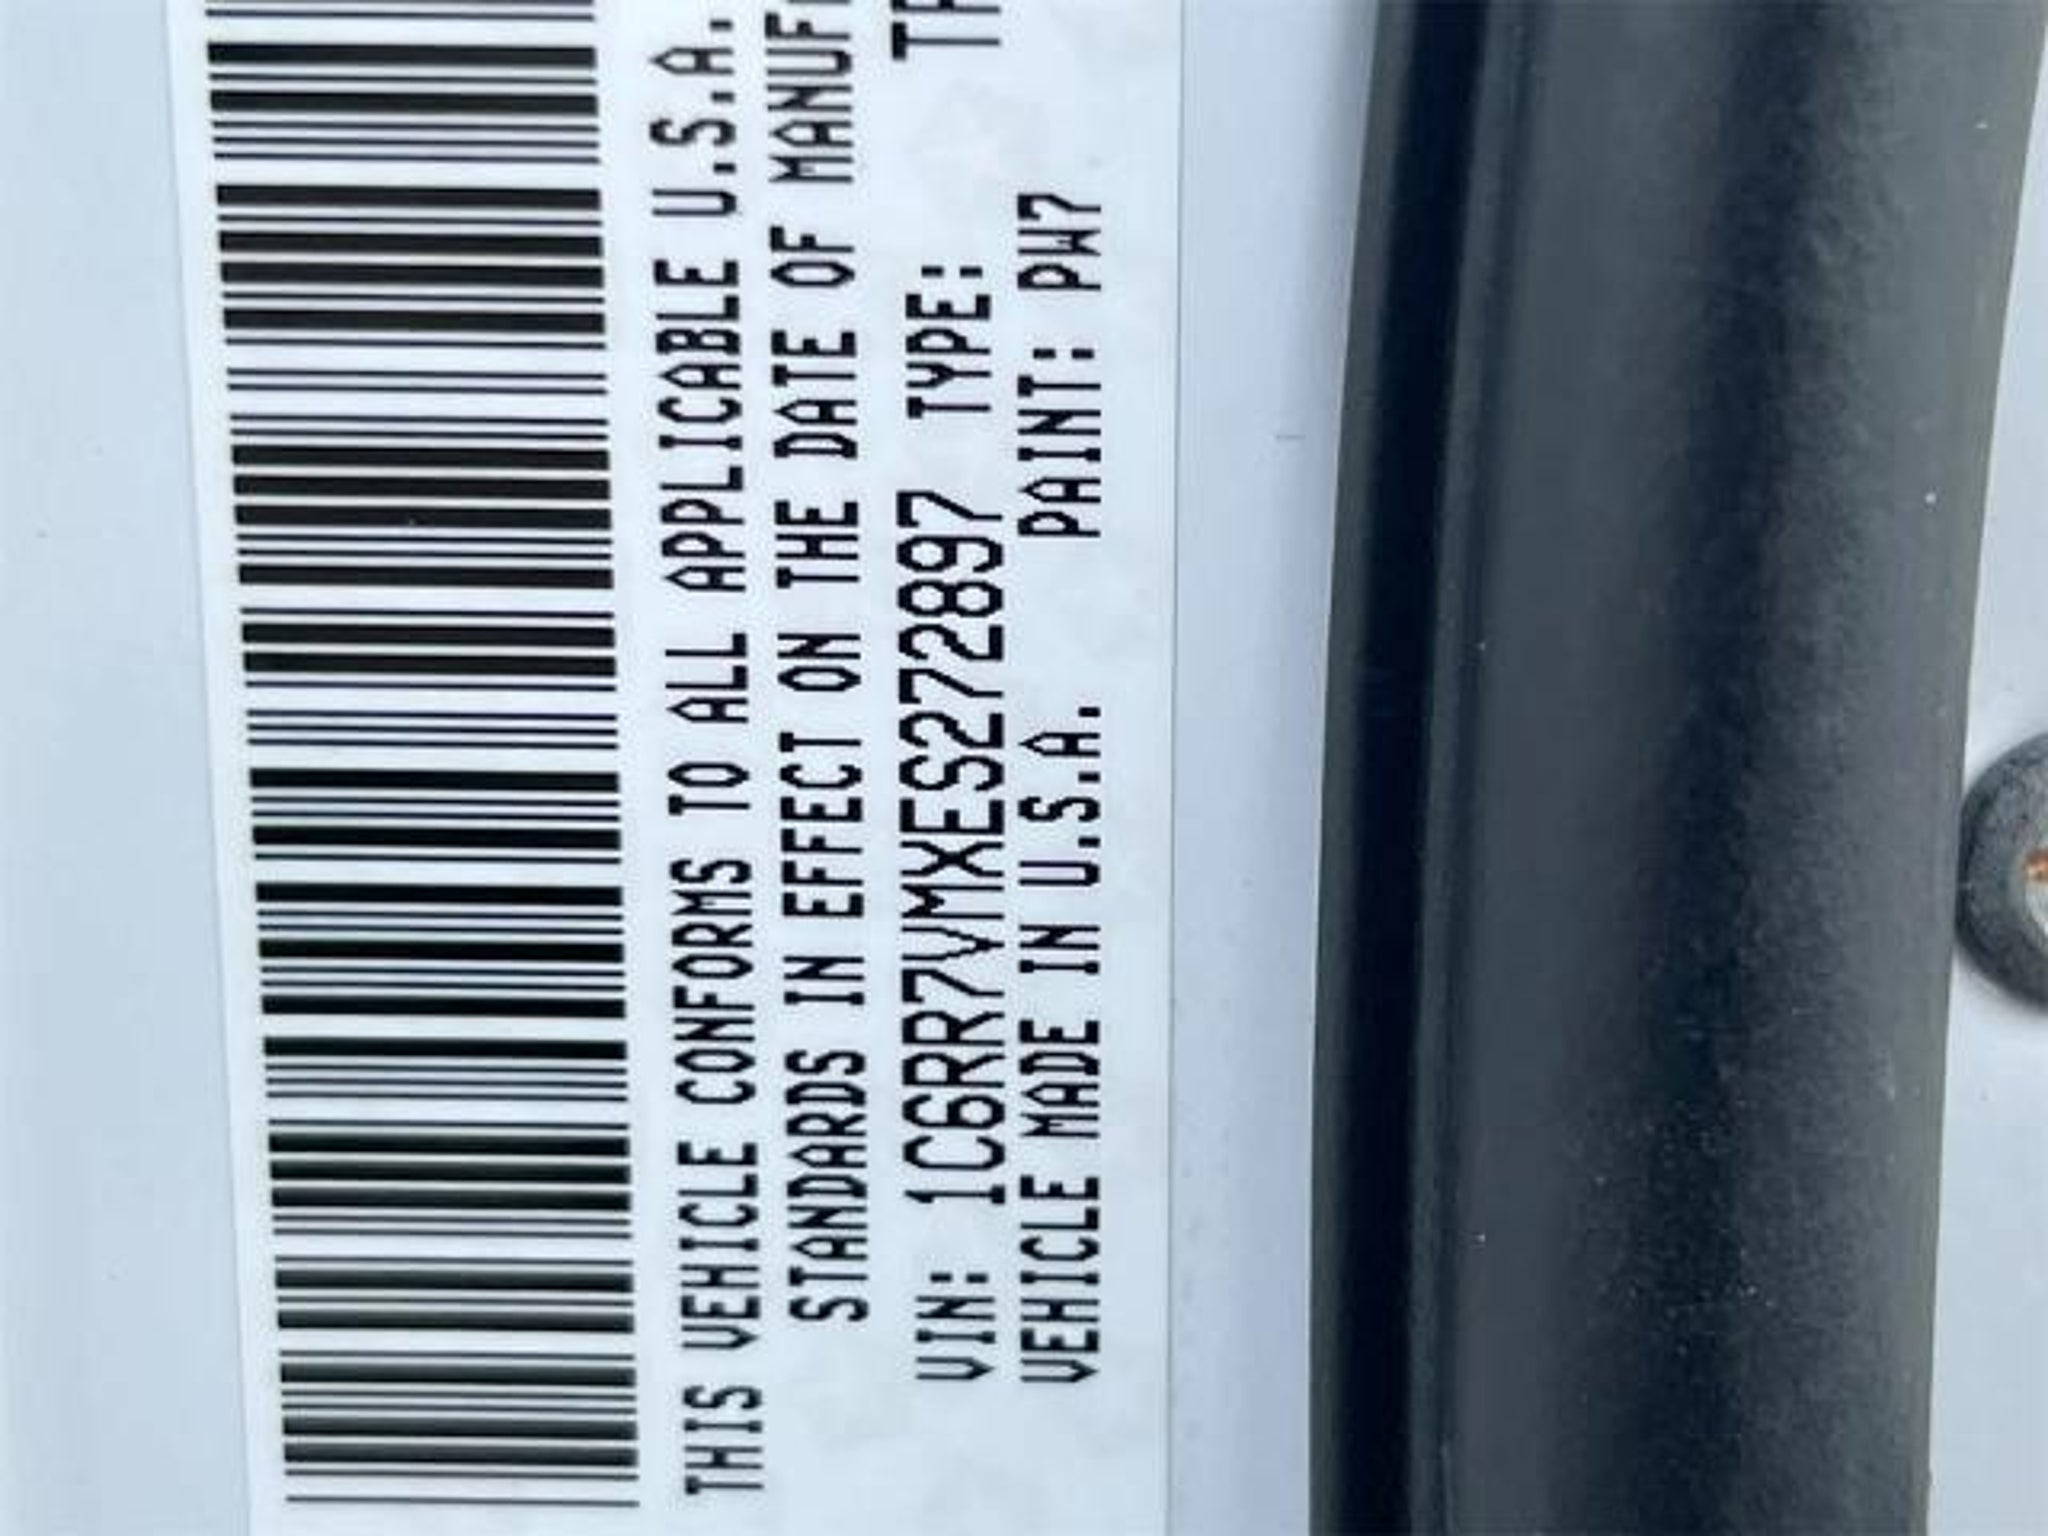 THIS VEHICLE CONFORMS TO ALL APPLICABLE U.S.A.
STANDARDS IN EFFECT ON THE DATE OF MANUF
VIN: 1C6RR7VMXES272897 TYPE: TR
VEHICLE MADE IN U.S.A. PAINT: PW7